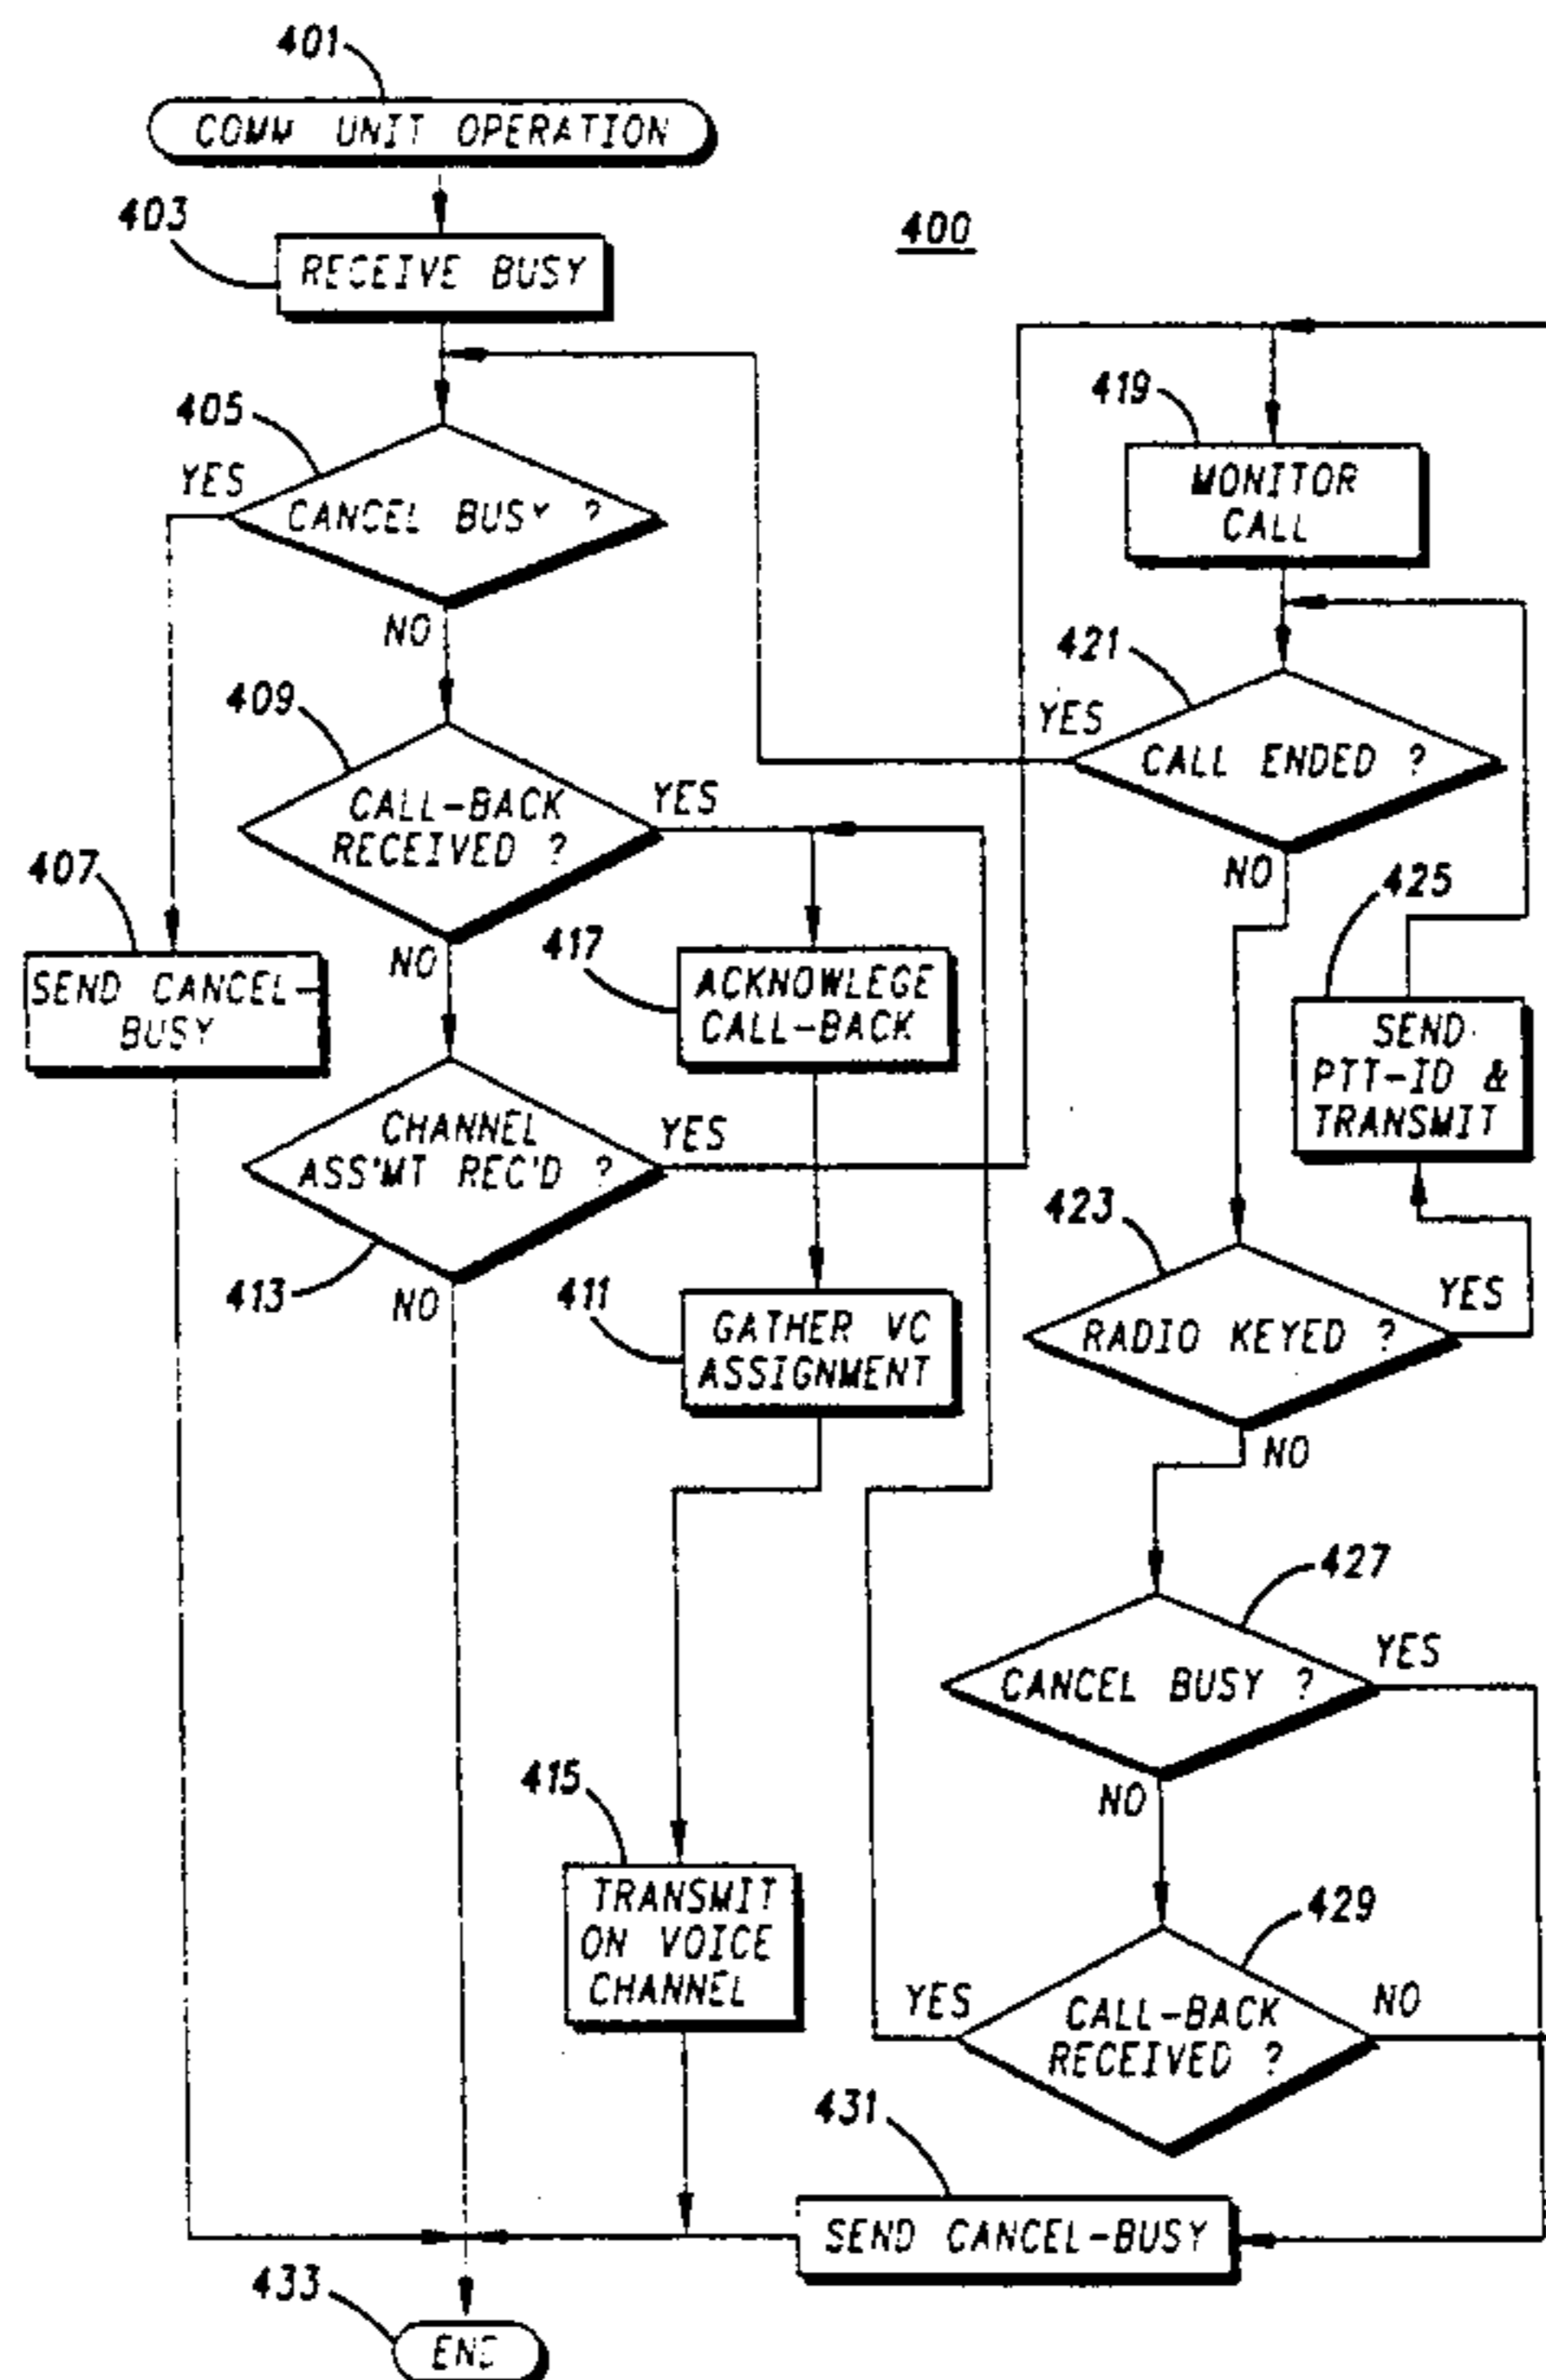 401
COMM UNIT OPERATION
403
RECEIVE BUSY
400
405
YES
CANCEL BUSY ?
NO
409
CALL-BACK
RECEIVED ?
YES
NO
407
SEND CANCEL-
BUSY
417
ACKNOWLEGE
CALL-BACK
CHANNEL
ASS'MT REC'D ?
YES
413
NO
411
GATHER VC
ASSIGNMENT
415
TRANSMIT
ON VOICE
CHANNEL
419
MONITOR
CALL
421
YES
CALL ENDED ?
NO
425
SEND
PTT-ID &
TRANSMIT
423
YES
RADIO KEYED ?
NO
427
YES
CANCEL BUSY ?
NO
429
YES
CALL-BACK
RECEIVED ?
NO
431
SEND CANCEL-BUSY
433
END